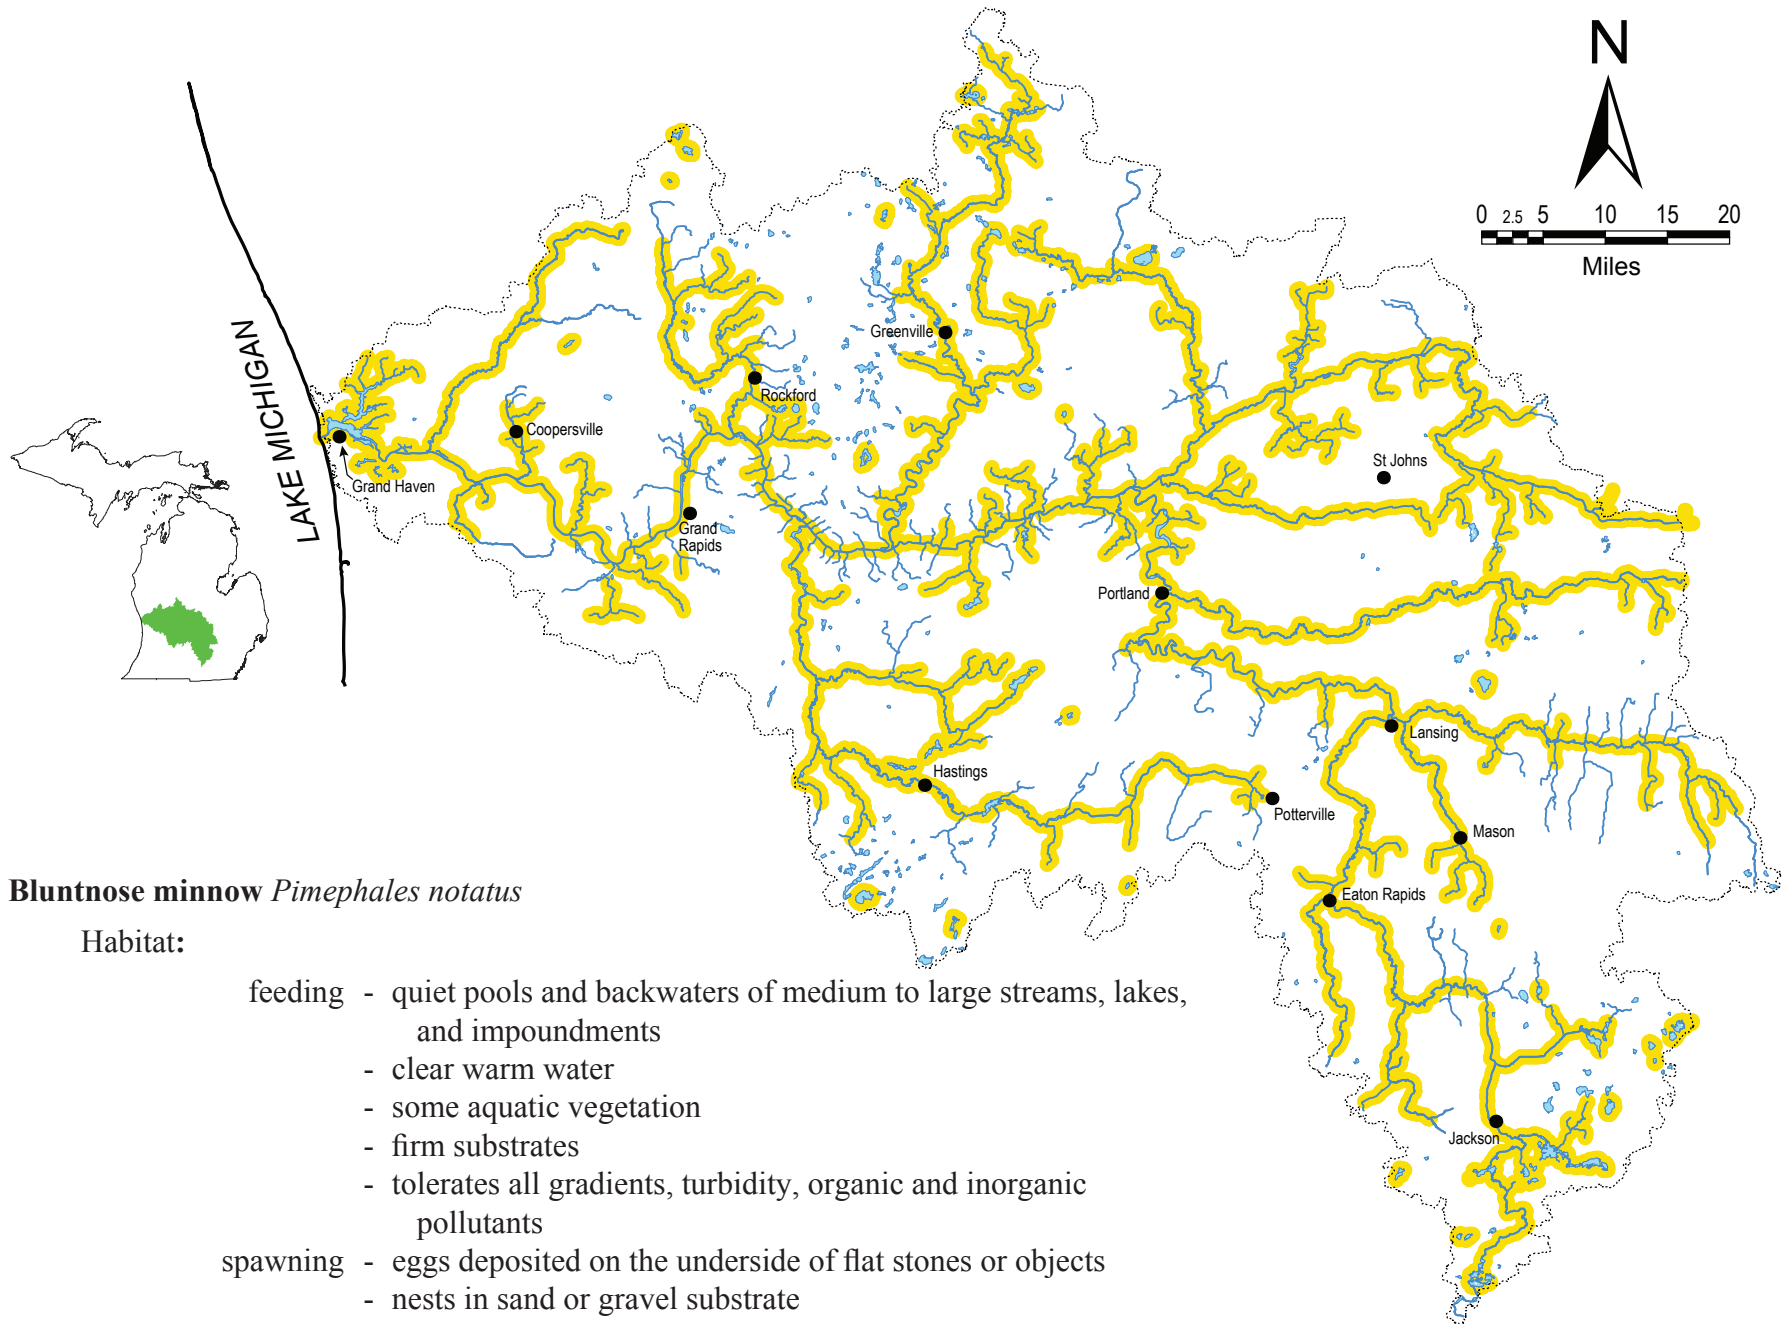 N
0 2.5 5 10 15 20
Miles
LAKE MICHIGAN
Greenville
Rockford
Coopersville
Grand Haven
Grand
Rapids
St Johns
Portland
Lansing
Hastings
Potterville
Mason
Eaton Rapids
Jackson
Bluntnose minnow Pimephales notatus
Habitat:
feeding - quiet pools and backwaters of medium to large streams, lakes,
and impoundments
- clear warm water
- some aquatic vegetation
- firm substrates
- tolerates all gradients, turbidity, organic and inorganic
pollutants
spawning - eggs deposited on the underside of flat stones or objects
- nests in sand or gravel substrate